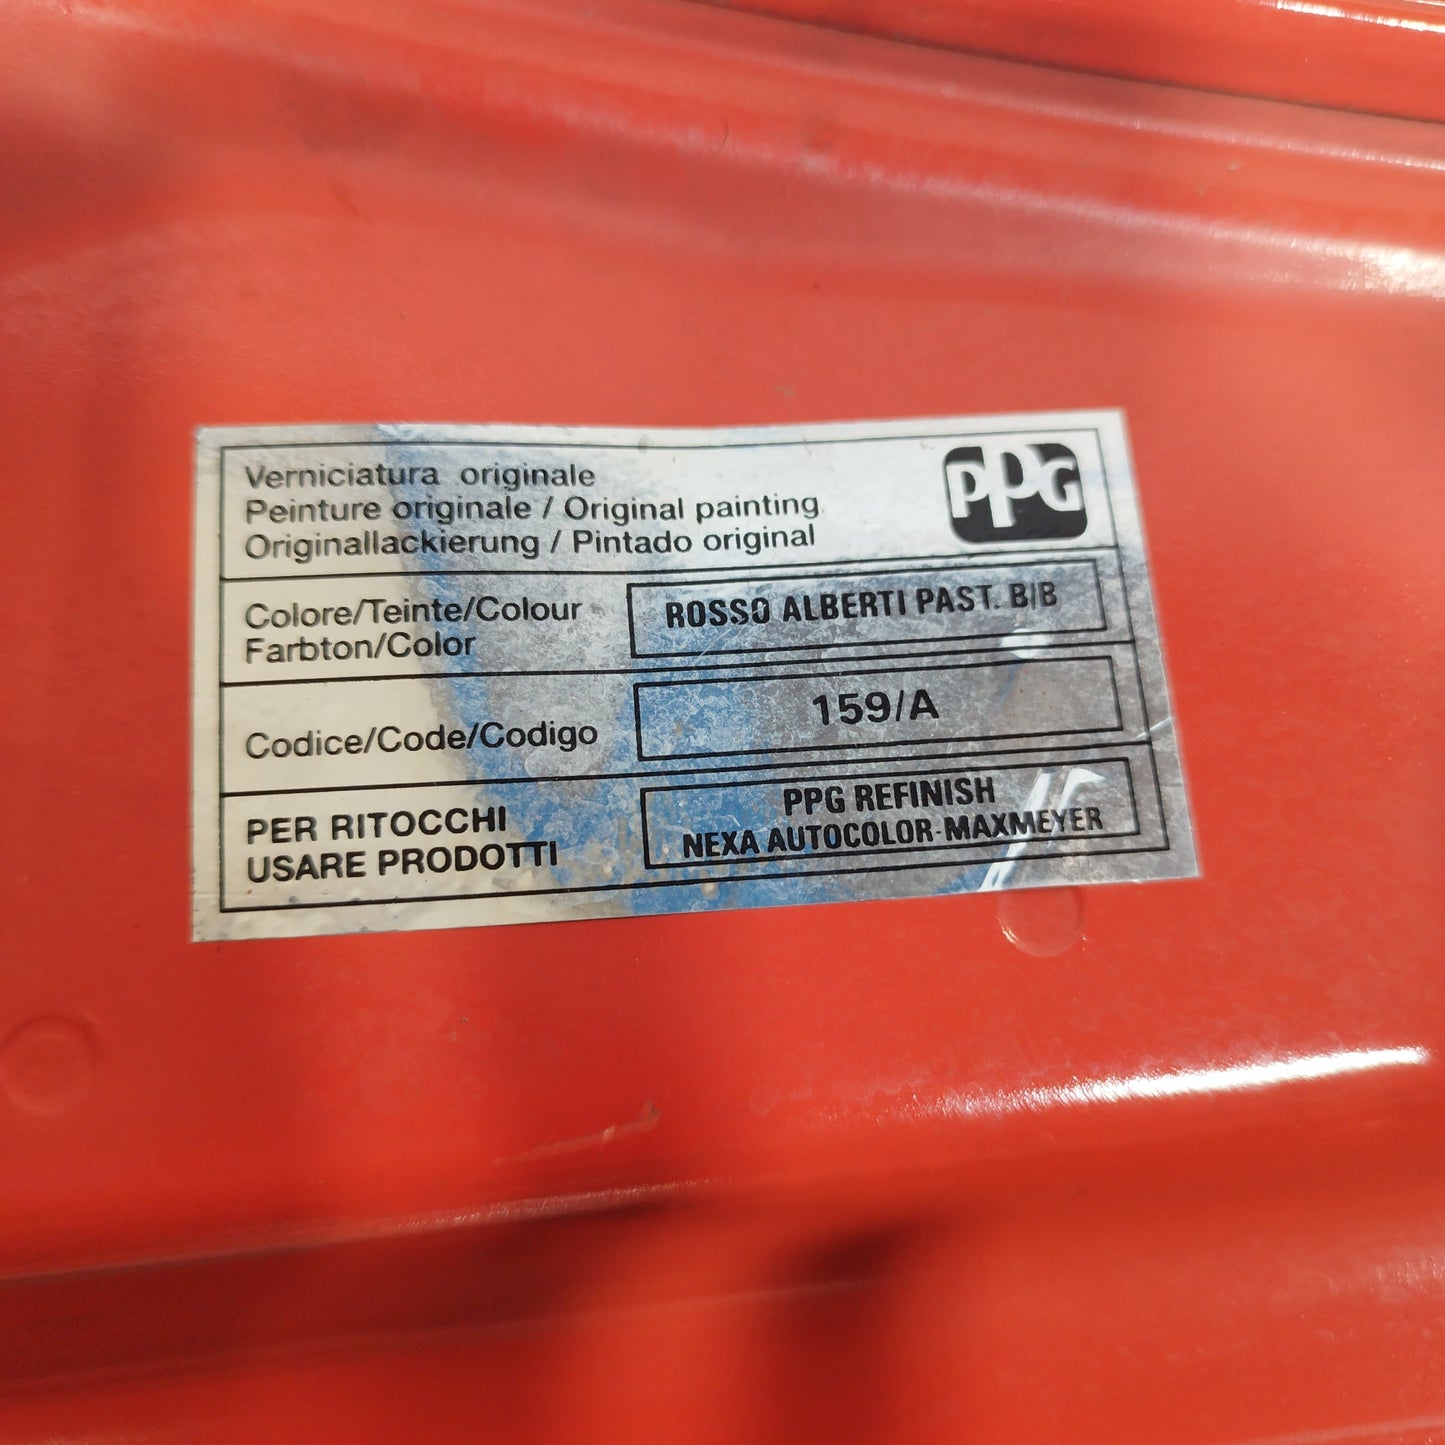 Verniciatura originale
Peinture originale / Original painting
Originallackierung / Pintado original
PPG
Colore/Teinte/Colour
Farbton/Color
ROSSO ALBERTI PAST. B/B
Codice/Code/Codigo
159/A
PER RITOCCHI
USARE PRODOTTI
PPG REFINISH
NEXA AUTOCOLOR-MAXMEYER